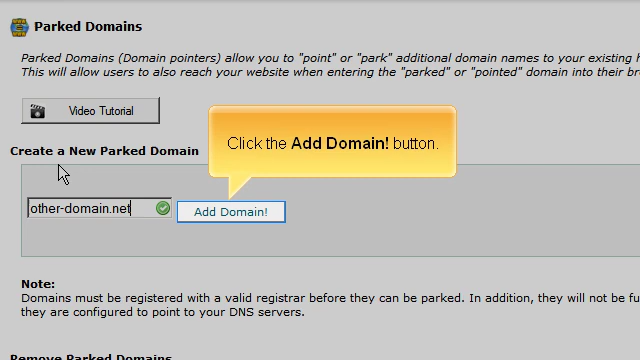 Parked Domains
Parked Domains (Domain pointers) allow you to "point" or "park" additional domain names to your existing
This will allow users to also reach your website when entering the "parked" or "pointed" domain into their
Video Tutorial
Click the Add Domain! button.
Create a New Parked Domain
other-domain.net
Add Domain!
Note:
Domains must be registered with a valid registrar before they can be parked. In addition, they will not be
they are configured to point to your DNS servers.
Remove Parked Domains